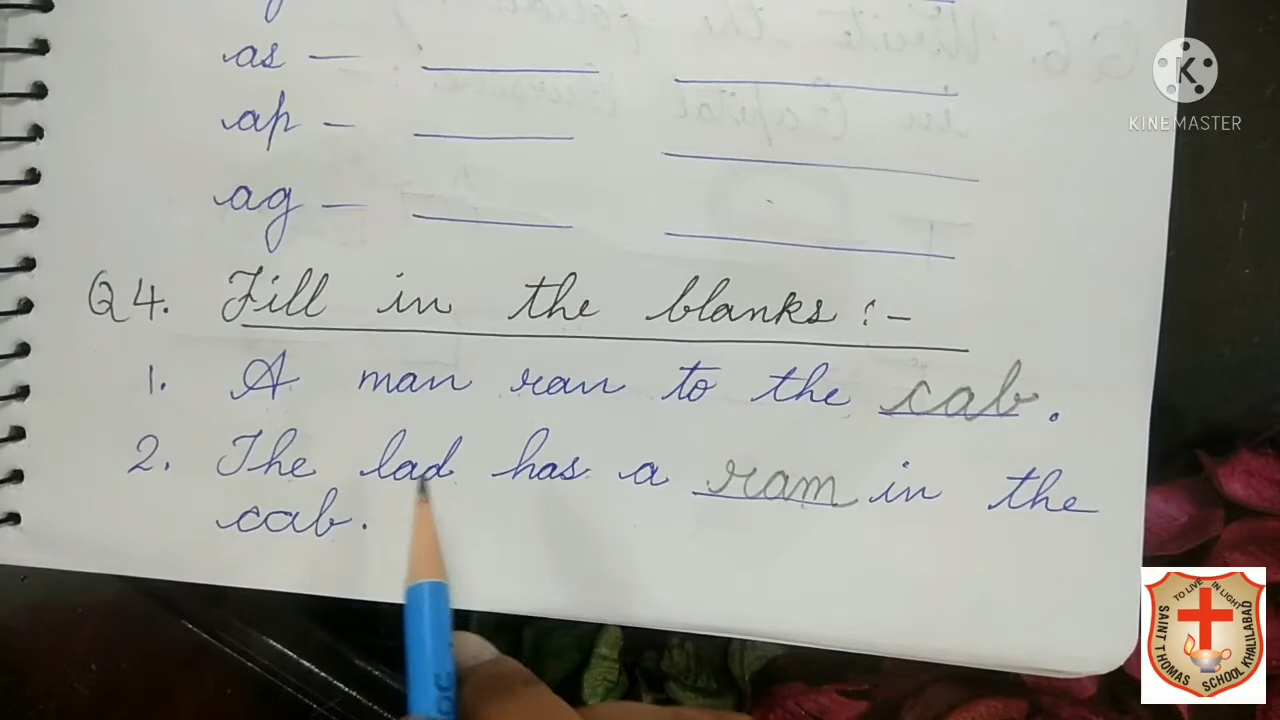 as —
ap —
ag —
Q4. Fill in the blanks :-
1. A man ran to the cab.
2. The lad has a ram in the
cab.
KINEMASTER
TO LIVE IN LIGHT
SAINT THOMAS SCHOOL KHALILABAD